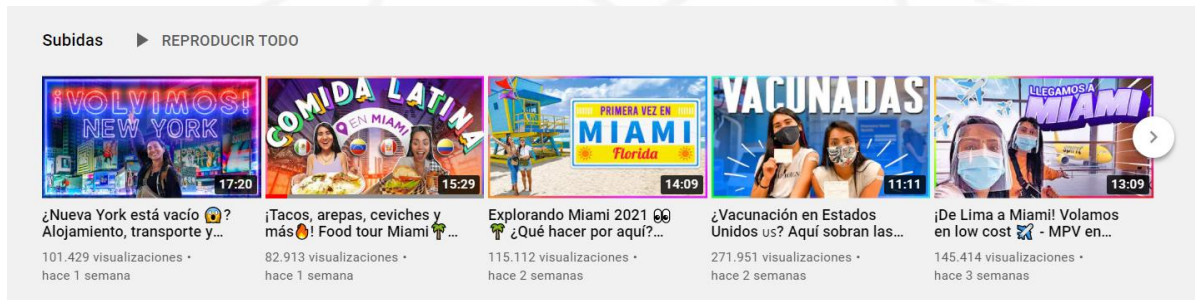 Subidas
REPRODUCIR TODO
¡VOLVIMOS!
NEW YORK
17:20
COMIDA LATINA
EN MIAMI
15:29
PRIMERA VEZ EN
MIAMI
Florida
14:09
VACUNADAS
11:11
LLEGAMOS A
MIAMI
13:09
¿Nueva York está vacío 😱?
Alojamiento, transporte y...
101.429 visualizaciones •
hace 1 semana
¡Tacos, arepas, ceviches y
más🔥! Food tour Miami🌴...
82.913 visualizaciones •
hace 1 semana
Explorando Miami 2021 👀
🌴 ¿Qué hacer por aquí?...
115.112 visualizaciones •
hace 2 semanas
¿Vacunación en Estados
Unidos us? Aquí sobran las...
271.951 visualizaciones •
hace 2 semanas
¡De Lima a Miami! Volamos
en low cost ✈️ - MPV en...
145.414 visualizaciones •
hace 3 semanas